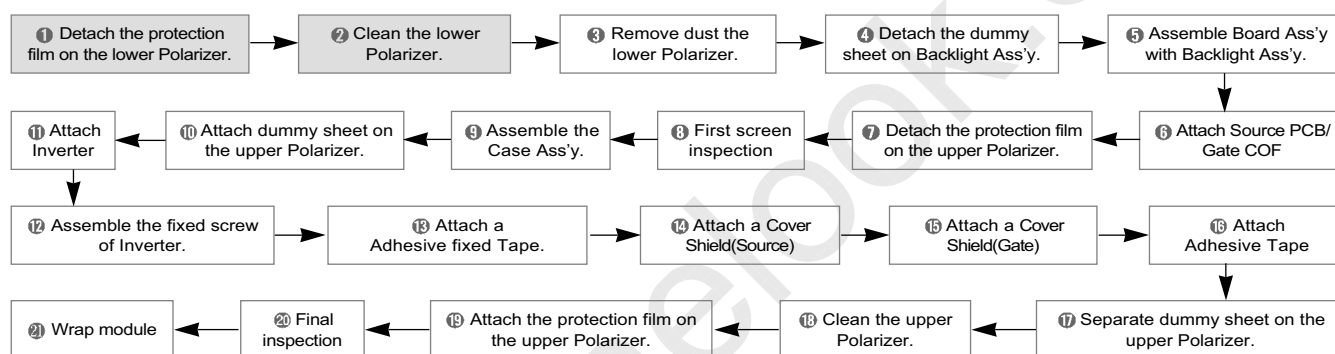 ❶ Detach the protection
film on the lower Polarizer.
❷ Clean the lower
Polarizer.
❸ Remove dust the
lower Polarizer.
❹ Detach the dummy
sheet on Backlight Ass'y.
❺ Assemble Board Ass'y
with Backlight Ass'y.
❻ Attach Source PCB/
Gate COF
❼ Detach the protection film
on the upper Polarizer.
❽ First screen
inspection
❾ Assemble the
Case Ass'y.
❿ Attach dummy sheet on
the upper Polarizer.
⓫ Attach
Inverter
⓬ Assemble the fixed screw
of Inverter.
⓭ Attach a
Adhesive fixed Tape.
⓮ Attach a Cover
Shield(Source)
⓯ Attach a Cover
Shield(Gate)
⓰ Attach
Adhesive Tape
⓱ Separate dummy sheet on the
upper Polarizer.
⓲ Clean the upper
Polarizer.
⓳ Attach the protection film on
the upper Polarizer.
⓴ Final
inspection
㉑ Wrap module